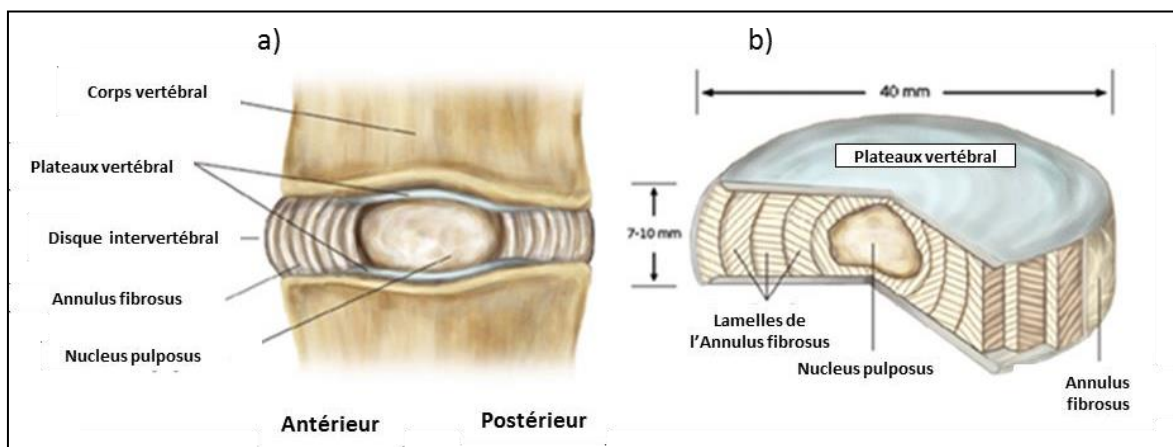 a)
Corps vertébral
Plateaux vertébral
Disque intervertébral
Annulus fibrosus
Nucleus pulposus
Antérieur
Postérieur
b)
40 mm
Plateaux vertébral
7-10 mm
Lamelles de
l'Annulus fibrosus
Nucleus pulposus
Annulus
fibrosus